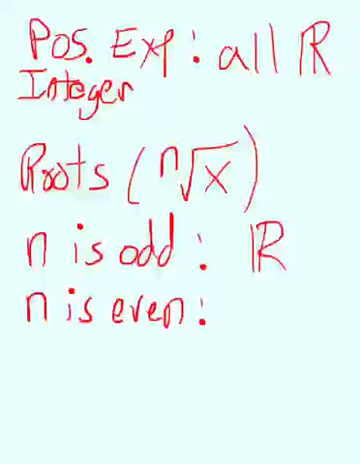 Pos. Exp: all ℝ
Integer
Roots (ⁿ√x)
n is odd: ℝ
n is even: